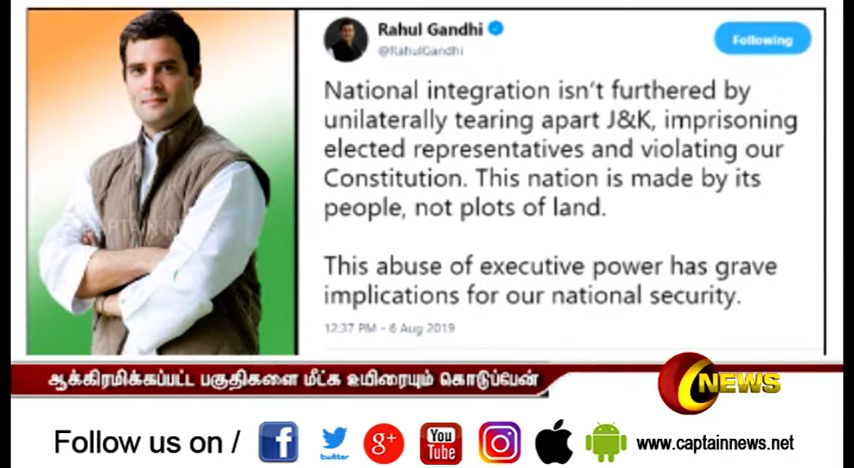 Rahul Gandhi
@RahulGandhi
Following
National integration isn't furthered by
unilaterally tearing apart J&K, imprisoning
elected representatives and violating our
Constitution. This nation is made by its
people, not plots of land.
This abuse of executive power has grave
implications for our national security.
12:37 PM - 6 Aug 2019
CAPTAIN NEWS
ஆக்கிரமிக்கப்பட்ட பகுதிகளை மீட்க உயிரையும் கொடுப்பேன்
C NEWS
Follow us on / f twitter g+ You Tube www.captainnews.net